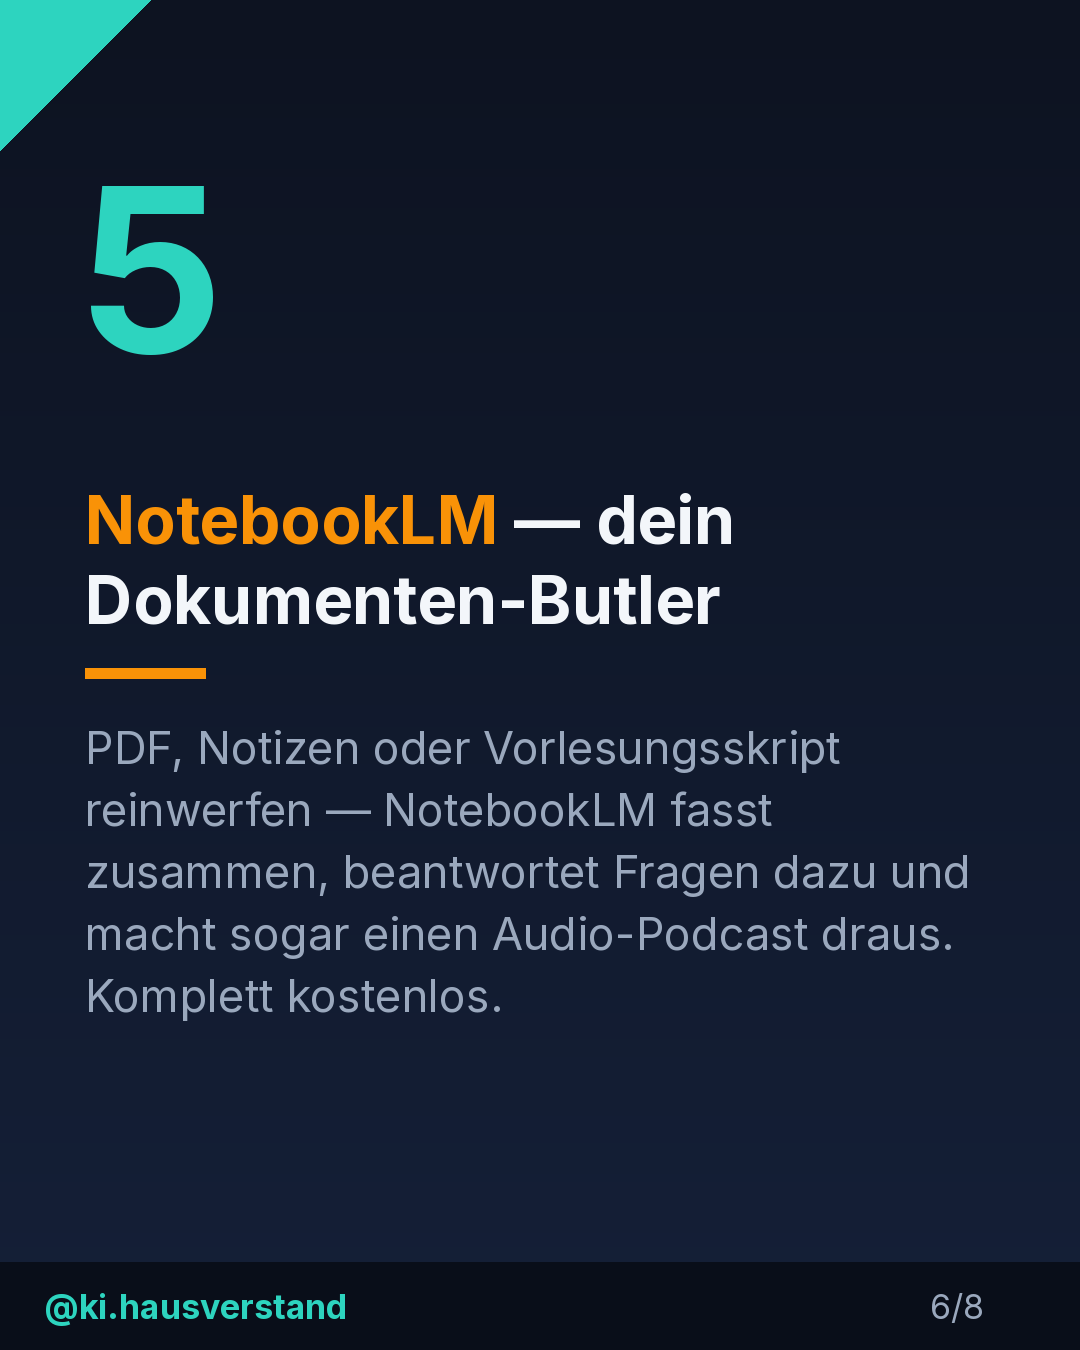 5
NotebookLM — dein
Dokumenten-Butler
PDF, Notizen oder Vorlesungsskript
reinwerfen — NotebookLM fasst
zusammen, beantwortet Fragen dazu und
macht sogar einen Audio-Podcast draus.
Komplett kostenlos.
@ki.hausverstand
6/8